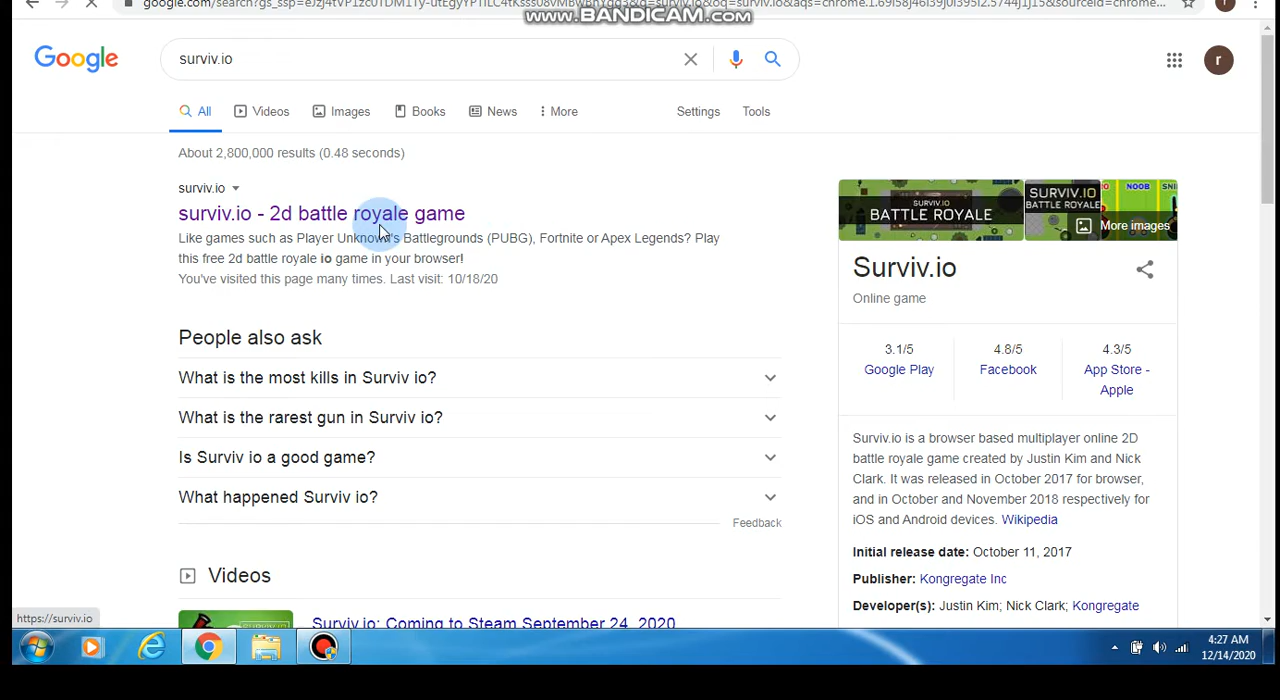 www.BANDICAM.com
Google
surviv.io
r
All Videos Images Books News More Settings Tools
About 2,800,000 results (0.48 seconds)
surviv.io
surviv.io - 2d battle royale game
Like games such as Player Unknown's Battlegrounds (PUBG), Fortnite or Apex Legends? Play
this free 2d battle royale io game in your browser!
You've visited this page many times. Last visit: 10/18/20
People also ask
What is the most kills in Surviv io?
What is the rarest gun in Surviv io?
Is Surviv io a good game?
What happened Surviv io?
Feedback
Videos
Surviv.io: Coming to Steam September 24, 2020
SURVIV.IO
BATTLE ROYALE
SURVIV.IO
BATTLE ROYALE
NOOB
More images
Surviv.io
Online game
3.1/5 4.8/5 4.3/5
Google Play Facebook App Store -
Apple
Surviv.io is a browser based multiplayer online 2D
battle royale game created by Justin Kim and Nick
Clark. It was released in October 2017 for browser,
and in October and November 2018 respectively for
iOS and Android devices. Wikipedia
Initial release date: October 11, 2017
Publisher: Kongregate Inc
Developer(s): Justin Kim; Nick Clark; Kongregate
https://surviv.io
4:27 AM
12/14/2020